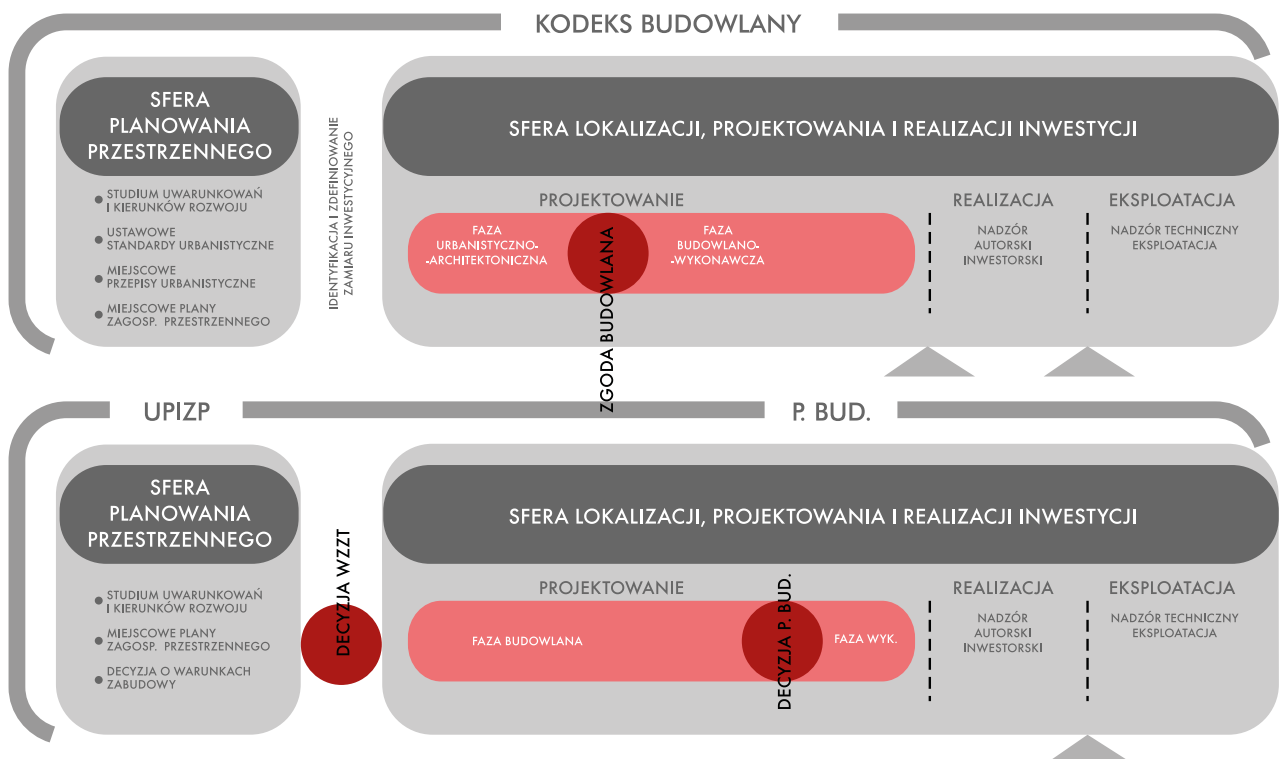 KODEKS BUDOWLANY
SFERA
PLANOWANIA
PRZESTRZENNEGO
STUDIUM UWARUNKOWAŃ
I KIERUNKÓW ROZWOJU
USTAWOWE
STANDARDY URBANISTYCZNE
MIEJSCOWE
PRZEPISY URBANISTYCZNE
MIEJSCOWE PLANY
ZAGOSP. PRZESTRZENNEGO
IDENTYFIKACJA I ZDEFINIOWANIE
ZAMIARU INWESTYCYJNEGO
SFERA LOKALIZACJI, PROJEKTOWANIA I REALIZACJI INWESTYCJI
PROJEKTOWANIE
FAZA
URBANISTYCZNO-
-ARCHITEKTONICZNA
ZGODA BUDOWLANA
FAZA
BUDOWLANO-
-WYKONAWCZA
REALIZACJA
NADZÓR
AUTORSKI
INWESTORSKI
EKSPLOATACJA
NADZÓR TECHNICZNY
EKSPLOATACJA
UPIZP
P. BUD.
SFERA
PLANOWANIA
PRZESTRZENNEGO
STUDIUM UWARUNKOWAŃ
I KIERUNKÓW ROZWOJU
MIEJSCOWE PLANY
ZAGOSP. PRZESTRZENNEGO
DECYZJA O WARUNKACH
ZABUDOWY
DECYZJA WZZT
SFERA LOKALIZACJI, PROJEKTOWANIA I REALIZACJI INWESTYCJI
PROJEKTOWANIE
FAZA BUDOWLANA
DECYZJA P. BUD.
FAZA WYK.
REALIZACJA
NADZÓR
AUTORSKI
INWESTORSKI
EKSPLOATACJA
NADZÓR TECHNICZNY
EKSPLOATACJA